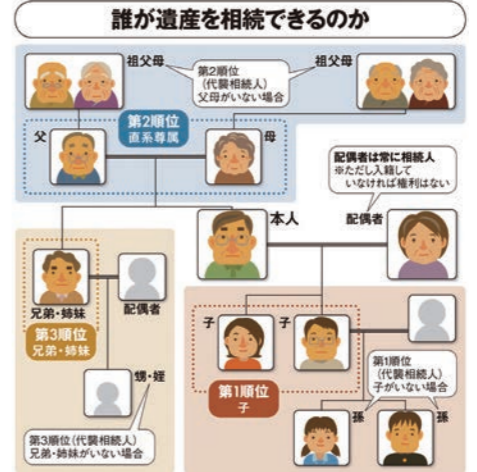 誰が遺産を相続できるのか
祖父母
第2順位
(代襲相続人)
父母がいない場合
祖父母
父
第2順位
直系尊属
母
配偶者は常に相続人
※ただし入籍して
いなければ権利はない
本人
配偶者
兄弟・姉妹
配偶者
第3順位
兄弟・姉妹
子
子
甥・姪
第1順位
子
第1順位
(代襲相続人)
子がいない場合
孫
孫
第3順位(代襲相続人)
兄弟・姉妹がいない場合